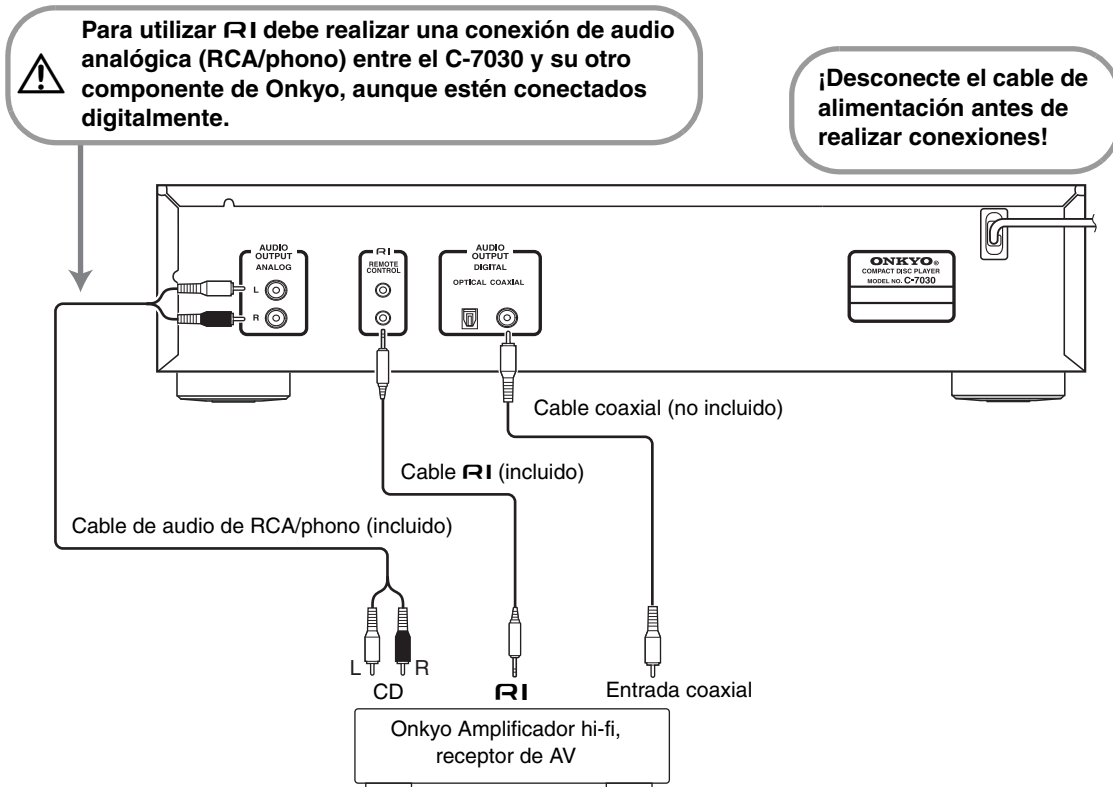 Para utilizar RI debe realizar una conexión de audio
analógica (RCA/phono) entre el C-7030 y su otro
componente de Onkyo, aunque estén conectados
digitalmente.
¡Desconecte el cable de
alimentación antes de
realizar conexiones!
AUDIO
OUTPUT
ANALOG
L
R
RI
REMOTE
CONTROL
AUDIO
OUTPUT
DIGITAL
OPTICAL COAXIAL
ONKYO®
COMPACT DISC PLAYER
MODEL NO. C-7030
Cable coaxial (no incluido)
Cable RI (incluido)
Cable de audio de RCA/phono (incluido)
L R
CD
RI
Entrada coaxial
Onkyo Amplificador hi-fi,
receptor de AV